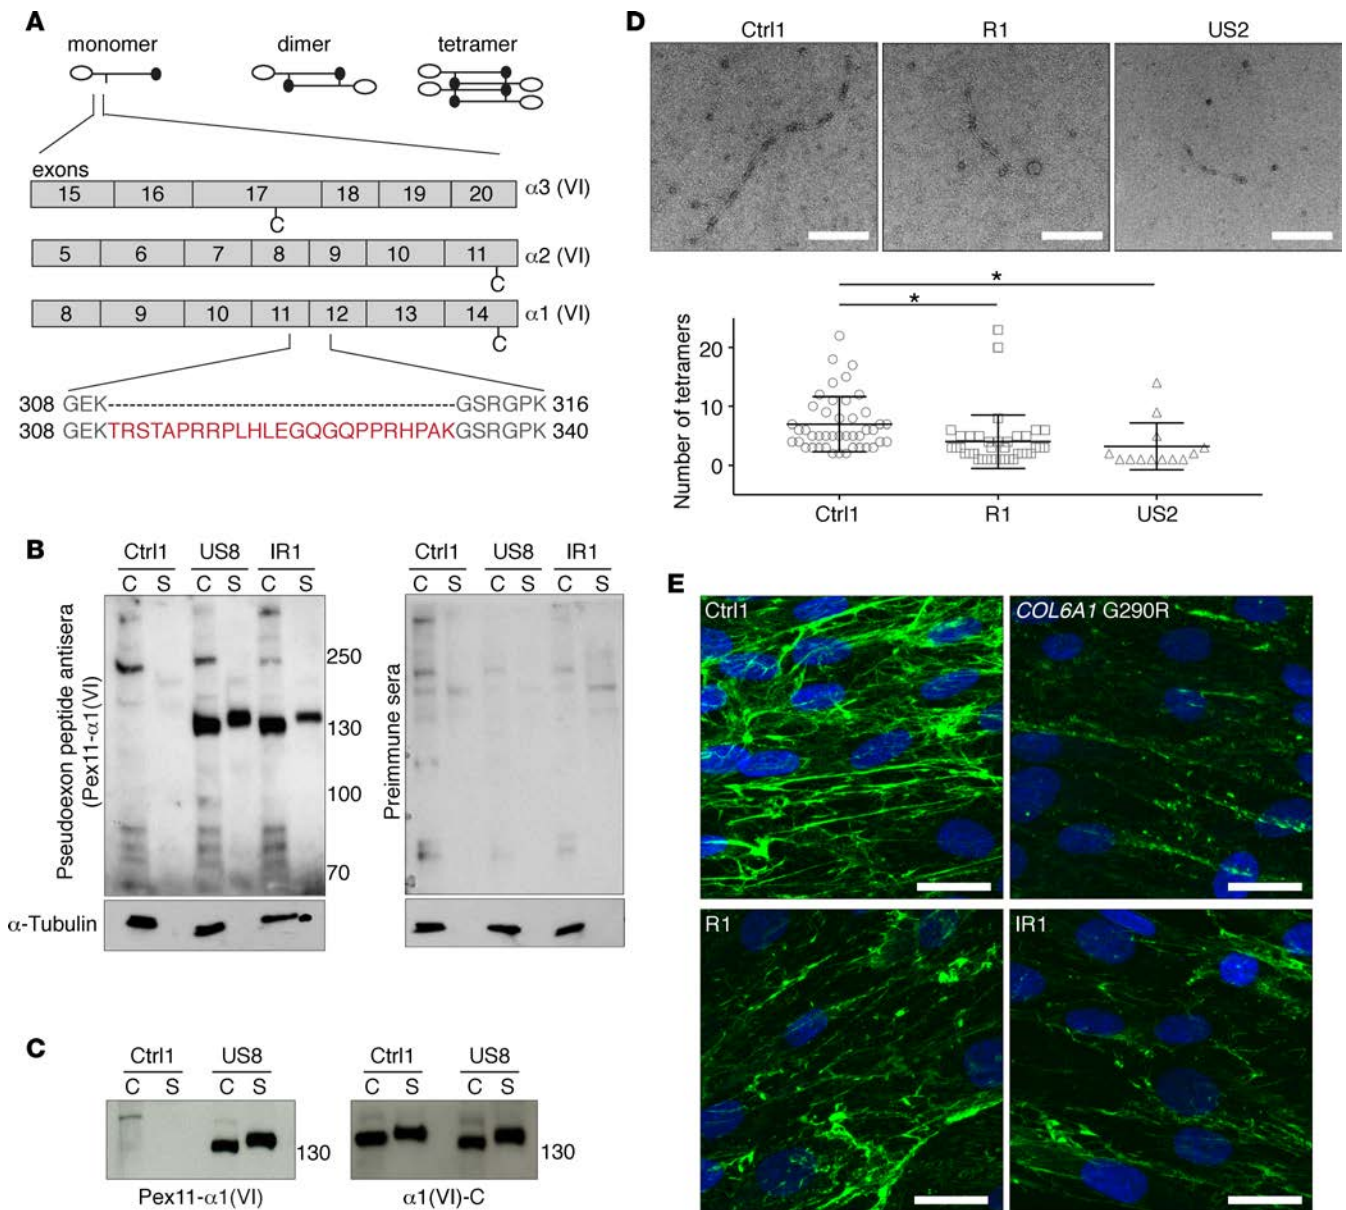 A
monomer
dimer
tetramer
exons
15 16 17 18 19 20 α3 (VI)
C
5 6 7 8 9 10 11 α2 (VI)
C
8 9 10 11 12 13 14 α1 (VI)
C
308 GEK-----------------------------------GSRGPK 316
308 GEKTRSTAPRRPLHLEGQGQPPRHPAKGSRGPK 340
B
Ctrl1 US8 IR1
C S C S C S
Pseudoexon peptide antisera
(Pex11-α1(VI)
250
130
100
70
α-Tubulin
Ctrl1 US8 IR1
C S C S C S
Preimmune sera
C
Ctrl1 US8
C S C S
130
Pex11-α1(VI)
Ctrl1 US8
C S C S
130
α1(VI)-C
D
Ctrl1
R1
US2
*
*
Number of tetramers
20
10
0
Ctrl1
R1
US2
E
Ctrl1
COL6A1 G290R
R1
IR1